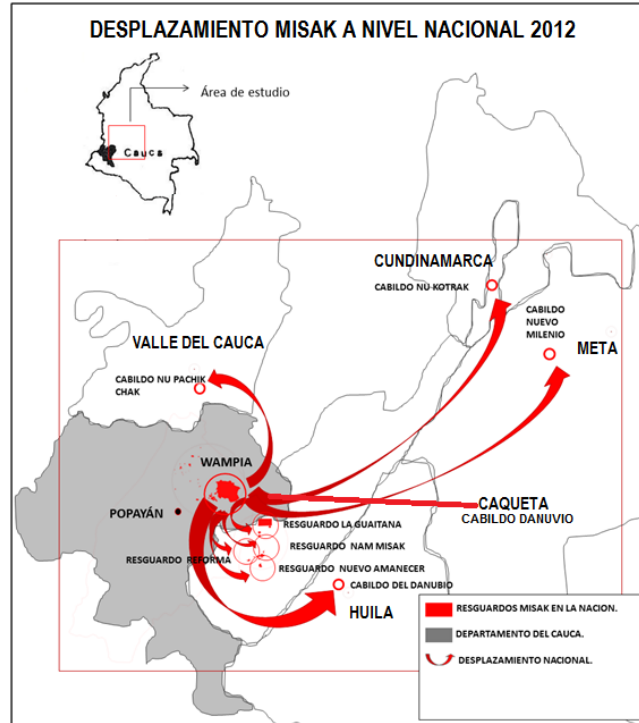 DESPLAZAMIENTO MISAK A NIVEL NACIONAL 2012
Área de estudio
Cauca
CUNDINAMARCA
CABILDO NU KOTRAK
CABILDO
NUEVO
MILENIO
META
VALLE DEL CAUCA
CABILDO NU PACHIK
CHAK
WAMPIA
POPAYÁN
CAQUETA
CABILDO DANUVIO
RESGUARDO LA GUAITANA
RESGUARDO NAM MISAK
RESGUARDO REFORMA
RESGUARDO NUEVO AMANECER
CABILDO DEL DANUBIO
HUILA
RESGUARDOS MISAK EN LA NACION.
DEPARTAMENTO DEL CAUCA.
DESPLAZAMIENTO NACIONAL.